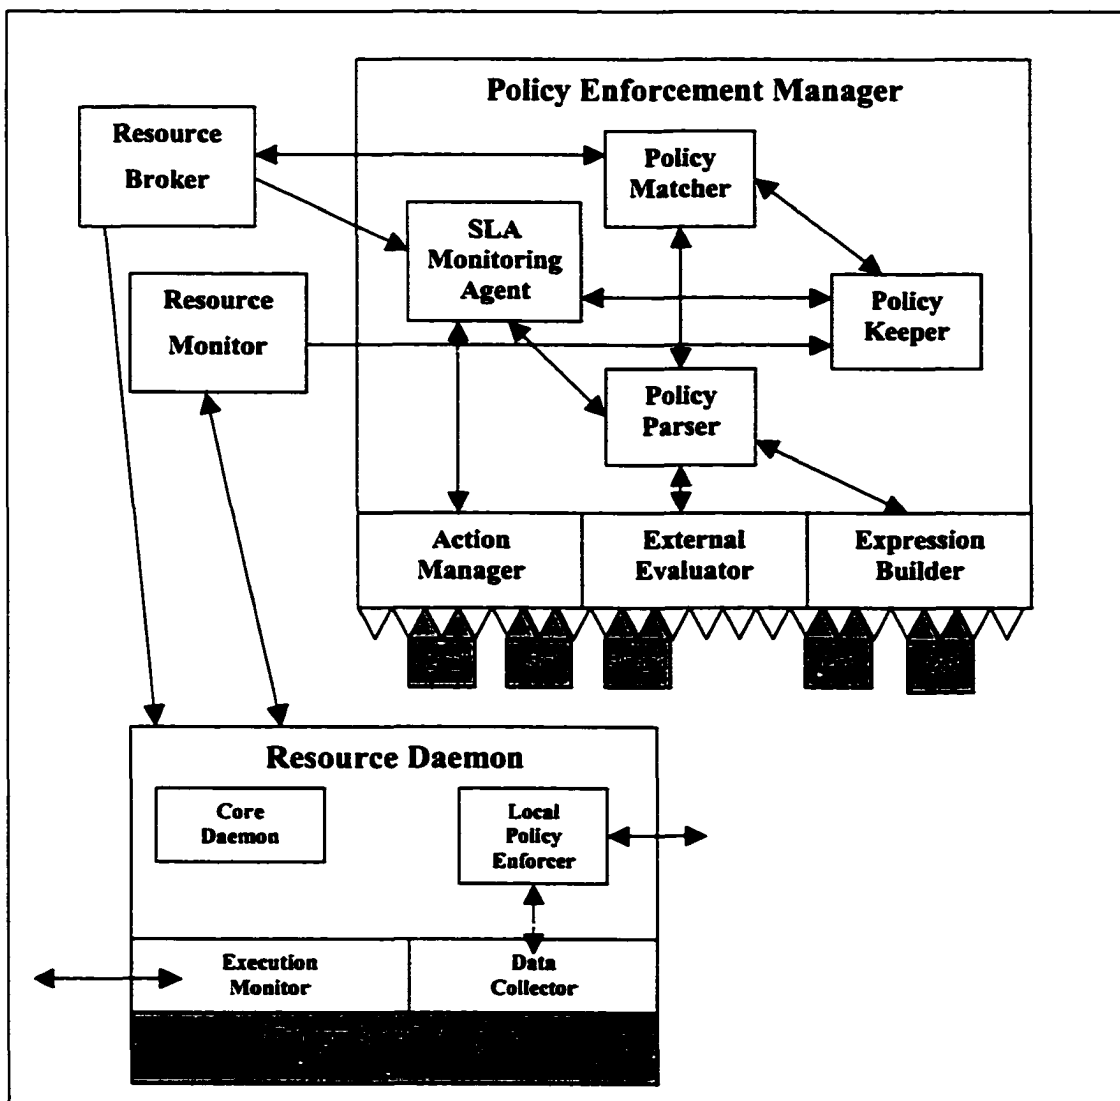 Policy Enforcement Manager
Resource
Broker
Policy
Matcher
SLA
Monitoring
Agent
Resource
Monitor
Policy
Keeper
Policy
Parser
Action
Manager
External
Evaluator
Expression
Builder
Resource Daemon
Core
Daemon
Local
Policy
Enforcer
Execution
Monitor
Data
Collector